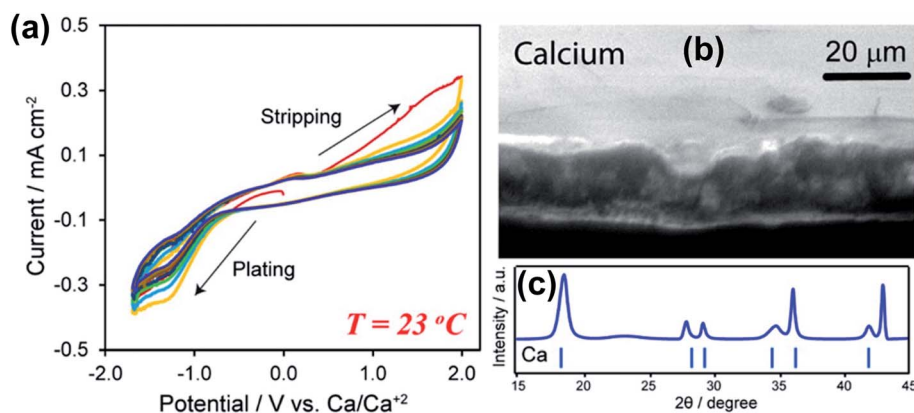 (a)
0.5
0.3
0.1
-0.1
-0.3
-0.5
Current / mA cm⁻²
Stripping
Plating
T = 23 °C
-2.0 -1.0 0.0 1.0 2.0
Potential / V vs. Ca/Ca⁺²
Calcium
(b)
20 μm
(c)
Intensity / a.u.
Ca
15 20 25 30 35 40 45
2θ / degree